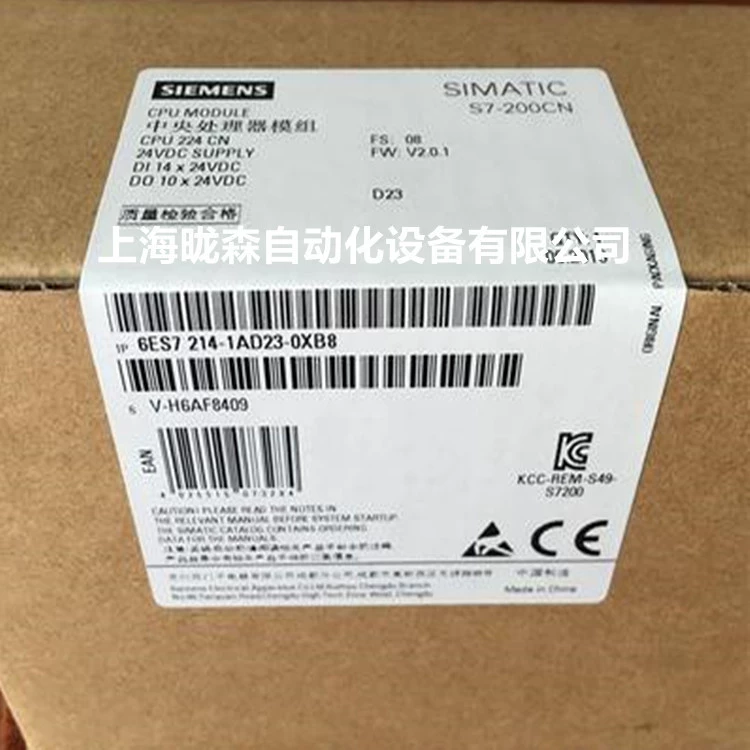 SIEMENS
SIMATIC
S7-200CN
CPU MODULE
中央处理器模组
CPU 224 CN
24VDC SUPPLY
DI 14 x 24VDC
DO 10 x 24VDC
FS: 08
FW: V2.0.1
D23
质量检验合格
上海晄森自动化设备有限公司
ORIGINAL PACKAGING
1P 6ES7 214-1AD23-0XB8
S V-H6AF8409
EAN
KCC-REM-S49-
S7200
CAUTION! PLEASE READ THE NOTES IN
THE RELEVANT MANUAL BEFORE SYSTEM STARTUP.
THE SIMATIC CATALOG CONTAINS ORDERING
DATA FOR THE MANUALS.
CE
中国制造
Made in China